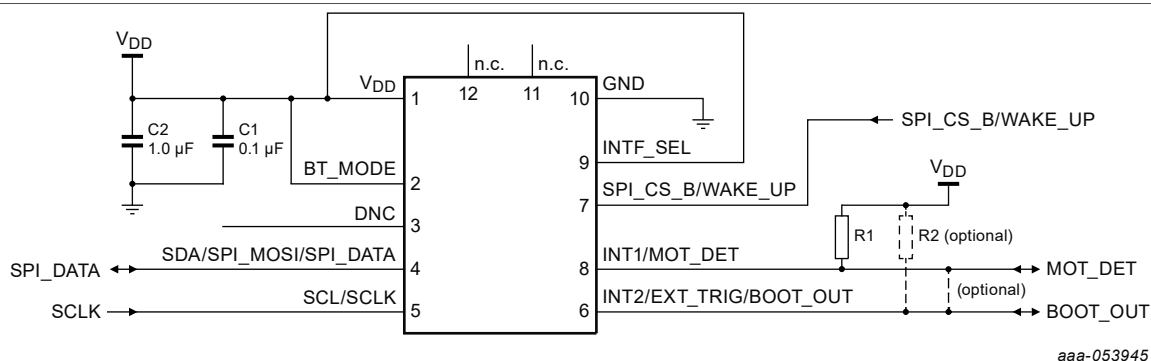 VDD
n.c.
n.c.
VDD
1
12
11
10
GND
C2
1.0 µF
C1
0.1 µF
SPI_CS_B/WAKE_UP
INTF_SEL
9
BT_MODE
2
VDD
SPI_CS_B/WAKE_UP
7
DNC
3
R1
R2 (optional)
SPI_DATA
SDA/SPI_MOSI/SPI_DATA
4
8
INT1/MOT_DET
MOT_DET
(optional)
SCLK
SCL/SCLK
5
6
INT2/EXT_TRIG/BOOT_OUT
BOOT_OUT
aaa-053945